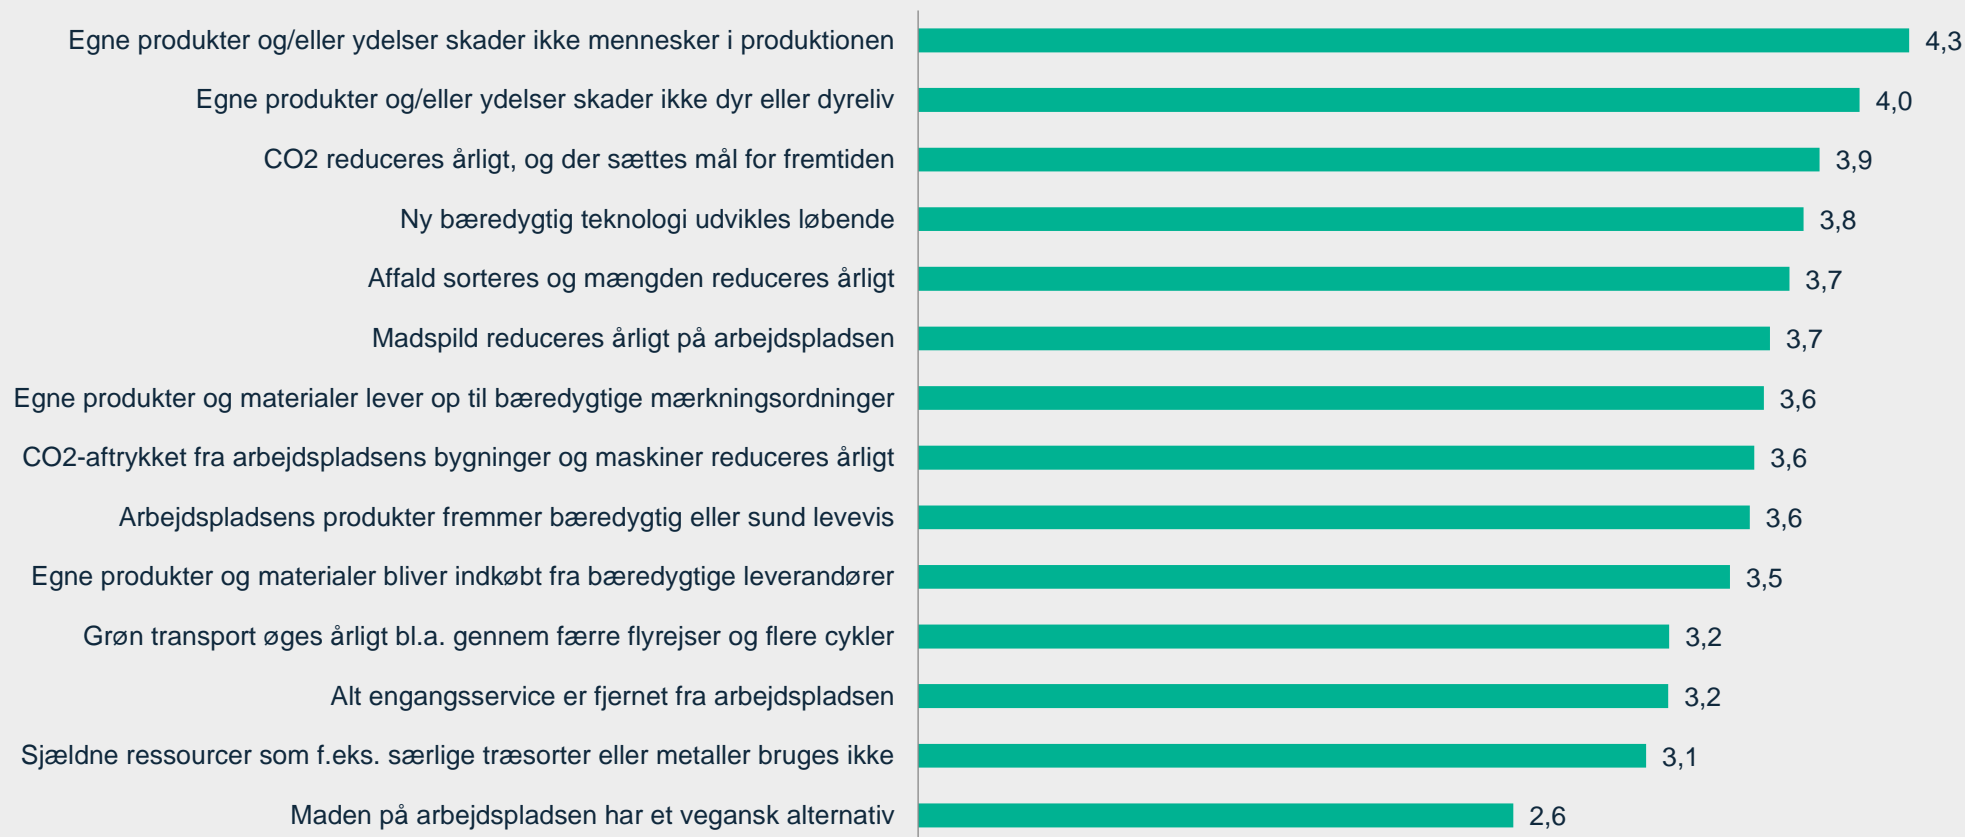 Egne produkter og/eller ydelser skader ikke mennesker i produktionen 4,3
Egne produkter og/eller ydelser skader ikke dyr eller dyreliv 4,0
CO2 reduceres årligt, og der sættes mål for fremtiden 3,9
Ny bæredygtig teknologi udvikles løbende 3,8
Affald sorteres og mængden reduceres årligt 3,7
Madspild reduceres årligt på arbejdspladsen 3,7
Egne produkter og materialer lever op til bæredygtige mærkningsordninger 3,6
CO2-aftrykket fra arbejdspladsens bygninger og maskiner reduceres årligt 3,6
Arbejdspladsens produkter fremmer bæredygtig eller sund levevis 3,6
Egne produkter og materialer bliver indkøbt fra bæredygtige leverandører 3,5
Grøn transport øges årligt bl.a. gennem færre flyrejser og flere cykler 3,2
Alt engangsservice er fjernet fra arbejdspladsen 3,2
Sjældne ressourcer som f.eks. særlige træsorter eller metaller bruges ikke 3,1
Maden på arbejdspladsen har et vegansk alternativ 2,6